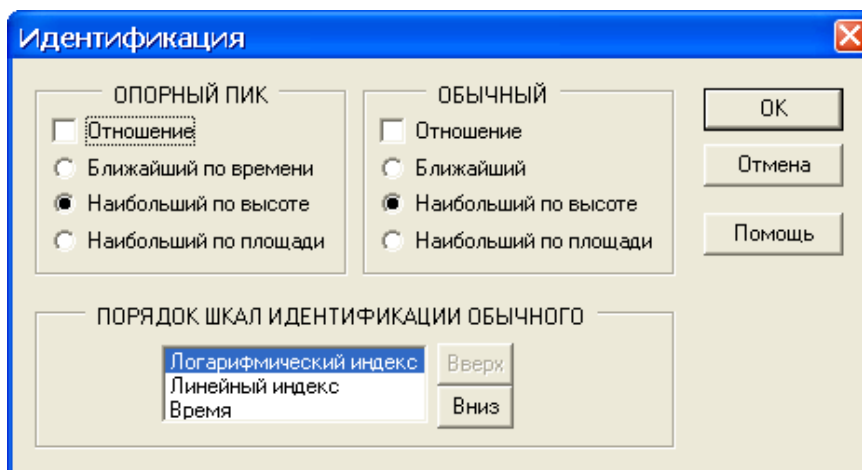 Идентификация
ОПОРНЫЙ ПИК
Отношение
Ближайший по времени
Наибольший по высоте
Наибольший по площади
ОБЫЧНЫЙ
Отношение
Ближайший
Наибольший по высоте
Наибольший по площади
OK
Отмена
Помощь
ПОРЯДОК ШКАЛ ИДЕНТИФИКАЦИИ ОБЫЧНОГО
Логарифмический индекс
Линейный индекс
Время
Вверх
Вниз